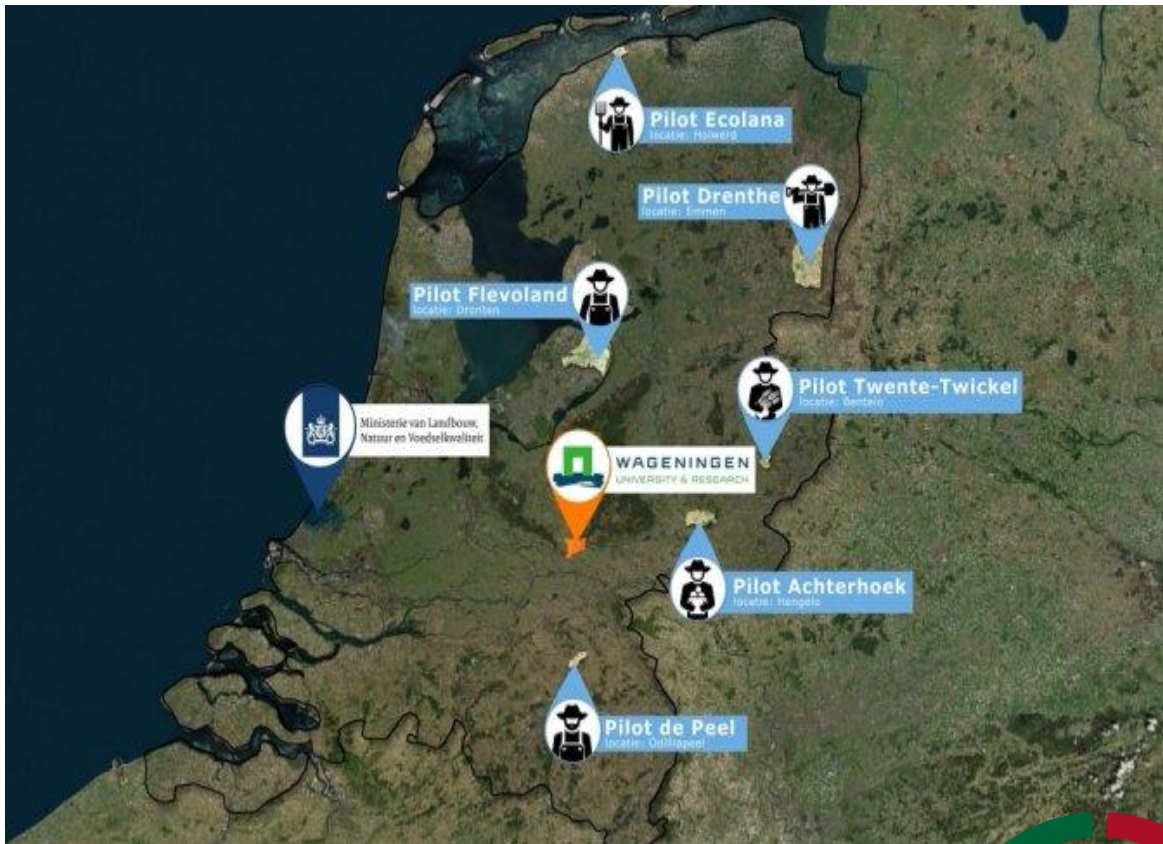 Pilot Ecolana
locatie: Holwerd
Pilot Drenthe
locatie: Emmen
Pilot Flevoland
locatie: Dronten
Pilot Twente-Twickel
locatie: Bentelo
Ministerie van Landbouw,
Natuur en Voedselkwaliteit
WAGENINGEN
UNIVERSITY & RESEARCH
Pilot Achterhoek
locatie: Hengelo
Pilot de Peel
locatie: